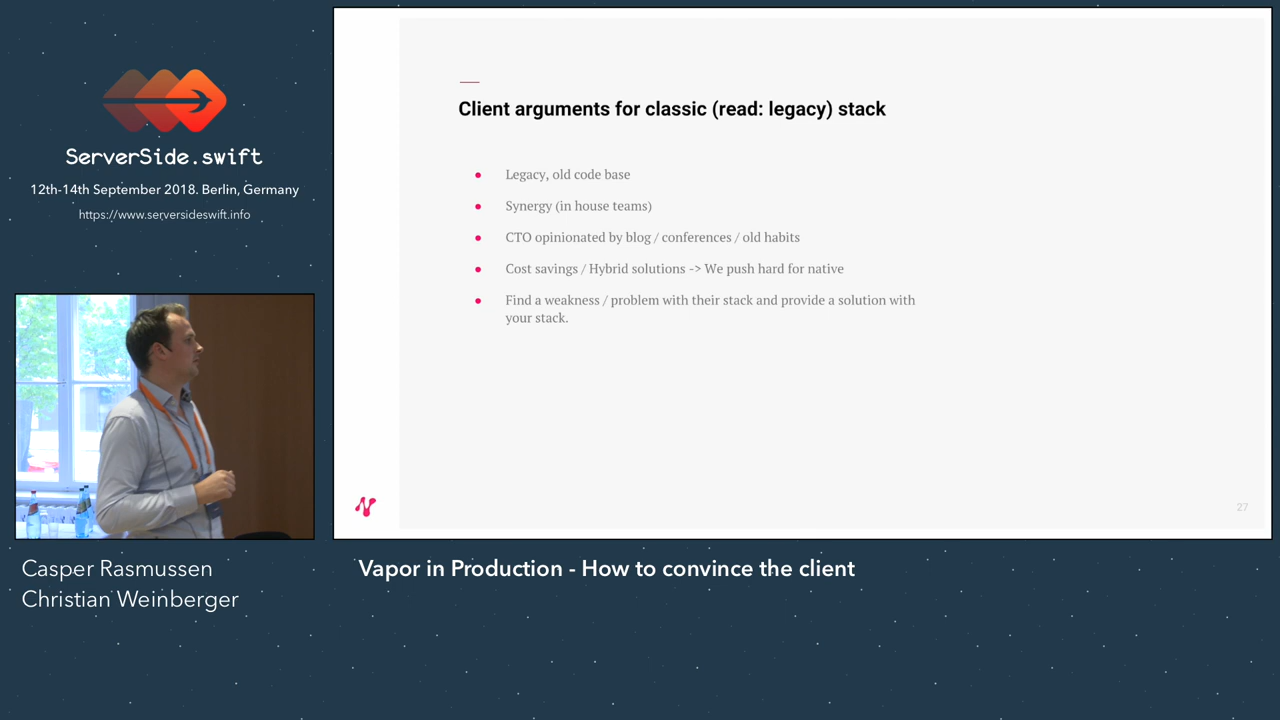 ServerSide.swift
12th-14th September 2018. Berlin, Germany
https://www.serversideswift.info
Client arguments for classic (read: legacy) stack
Legacy, old code base
Synergy (in house teams)
CTO opinionated by blog / conferences / old habits
Cost savings / Hybrid solutions -> We push hard for native
Find a weakness / problem with their stack and provide a solution with
your stack.
27
Casper Rasmussen
Christian Weinberger
Vapor in Production - How to convince the client